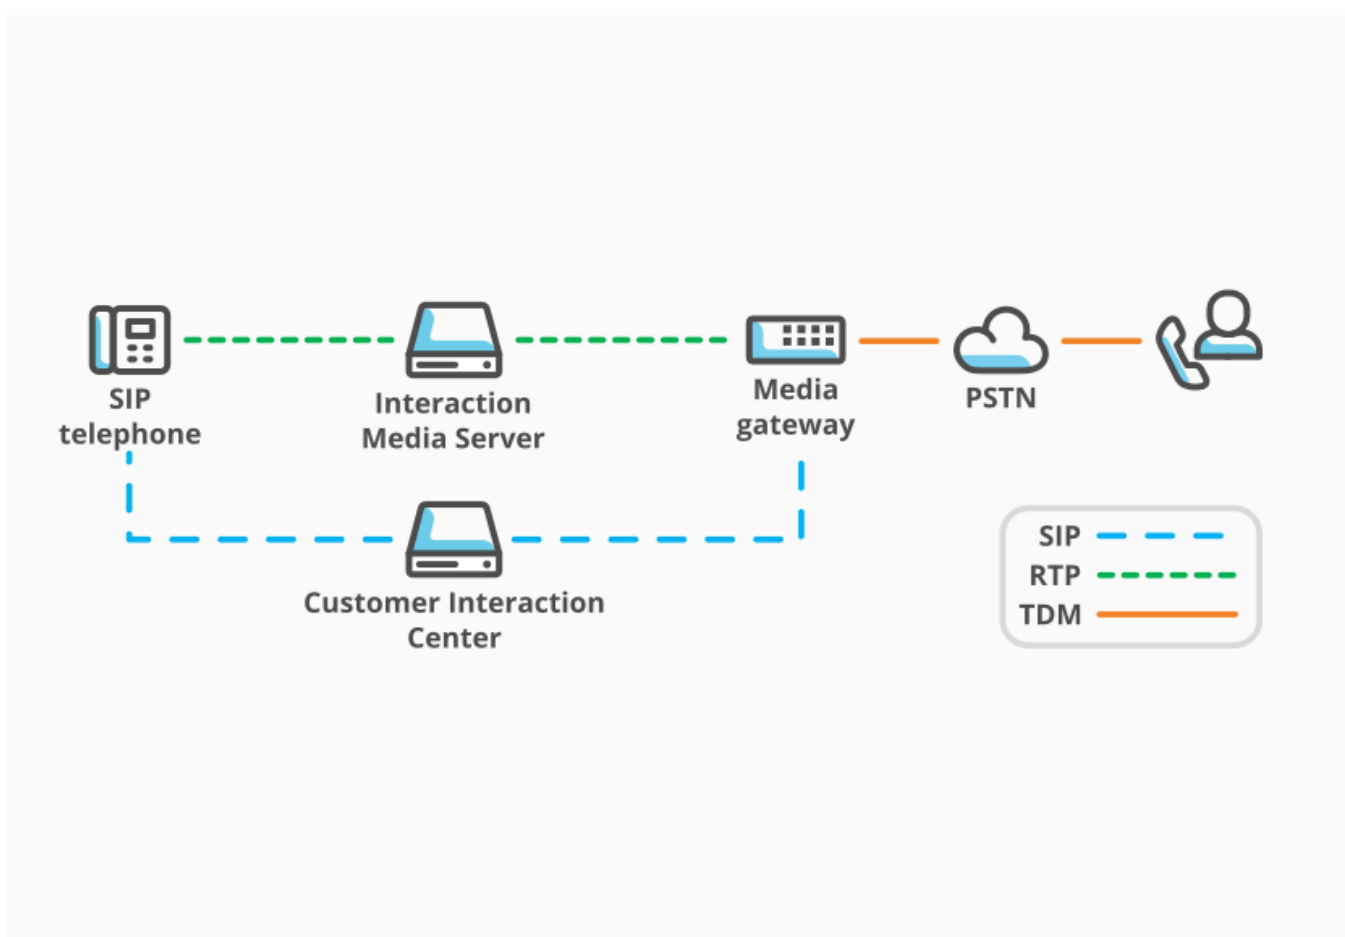 SIP
telephone
Interaction
Media Server
Media
gateway
PSTN
Customer Interaction
Center
SIP
RTP
TDM